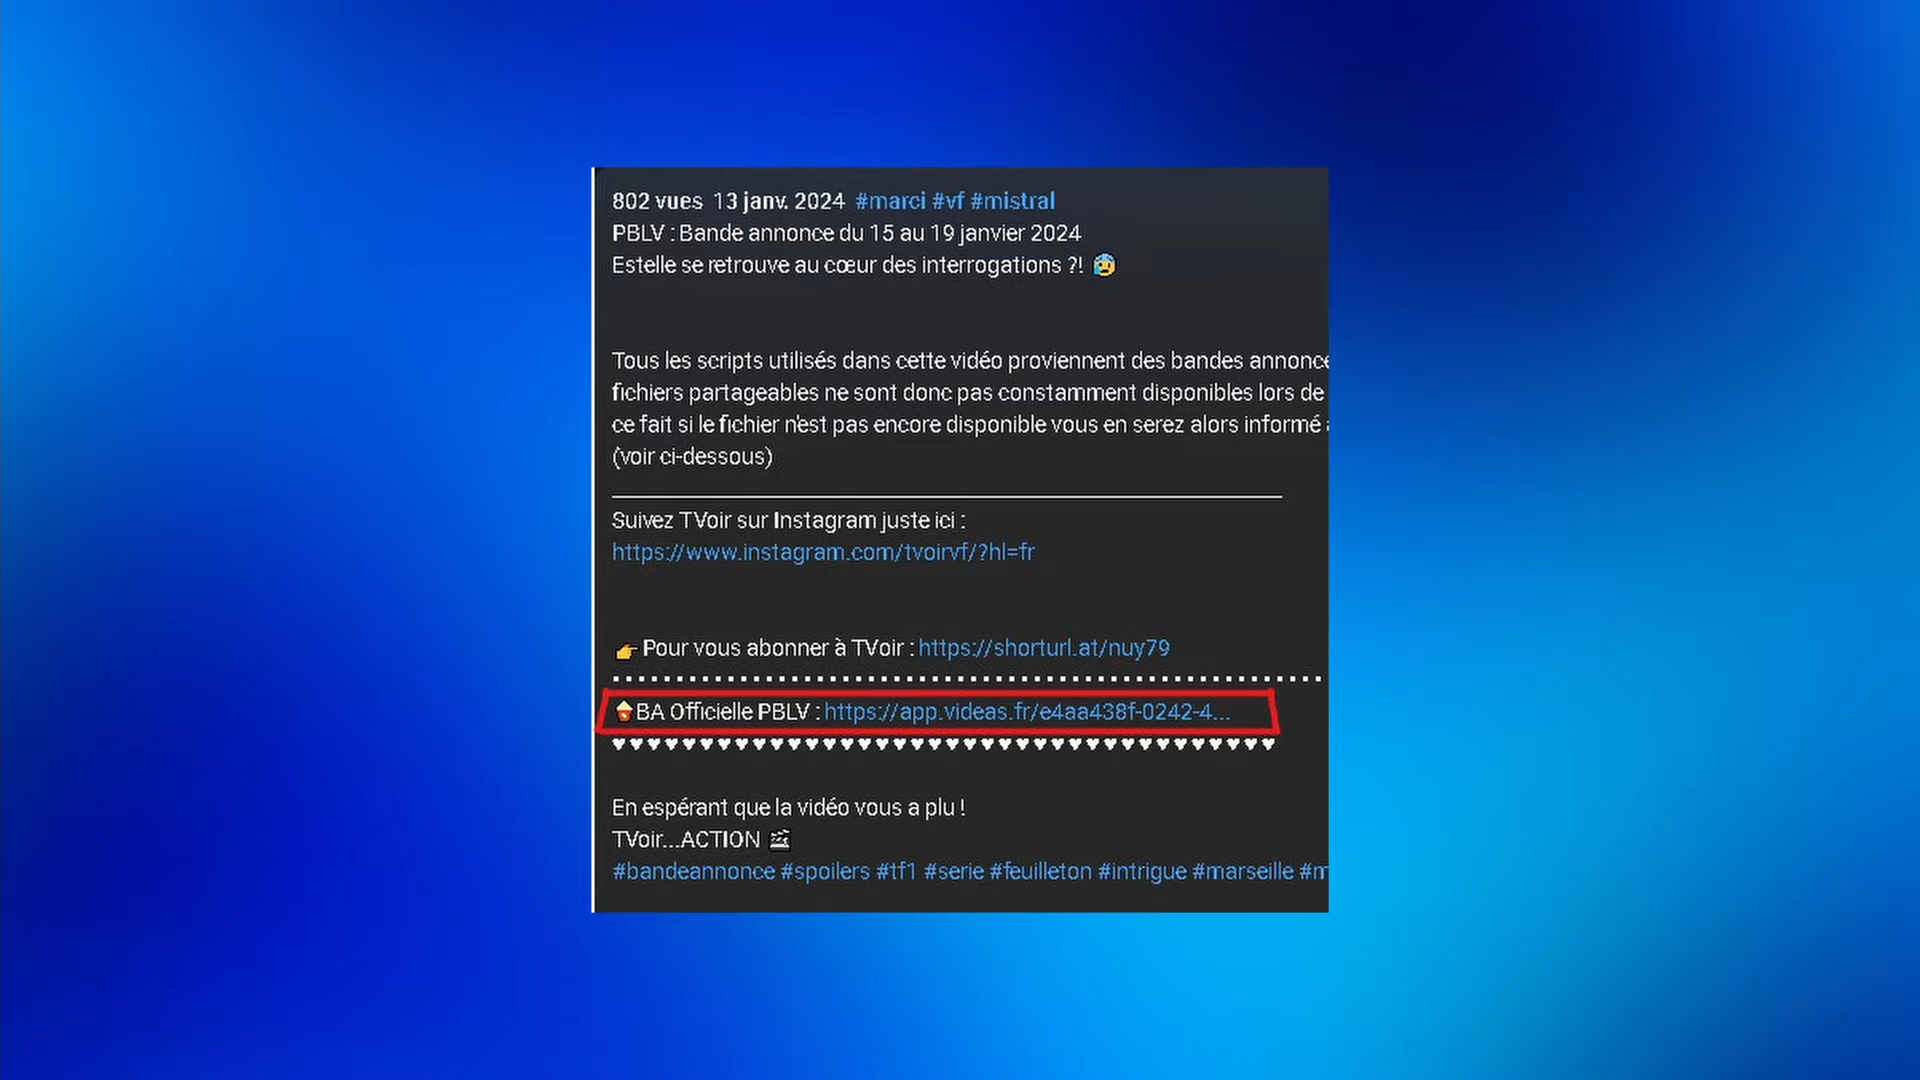 802 vues 13 janv. 2024 #marci #vf #mistral
PBLV : Bande annonce du 15 au 19 janvier 2024
Estelle se retrouve au cœur des interrogations ?! 😰
Tous les scripts utilisés dans cette vidéo proviennent des bandes annonce
fichiers partageables ne sont donc pas constamment disponibles lors de
ce fait si le fichier n'est pas encore disponible vous en serez alors informé
(voir ci-dessous)
Suivez TVoir sur Instagram juste ici :
https://www.instagram.com/tvoirvf/?hl=fr
👉 Pour vous abonner à TVoir : https://shorturl.at/nuy79
🍿BA Officielle PBLV : https://app.videas.fr/e4aa438f-0242-4...
En espérant que la vidéo vous a plu !
TVoir...ACTION 🎬
#bandeannonce #spoilers #tf1 #serie #feuilleton #intrigue #marseille #m